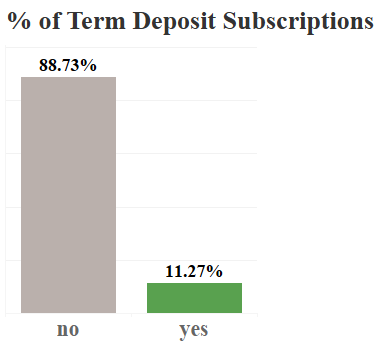 % of Term Deposit Subscriptions
88.73%
11.27%
no
yes